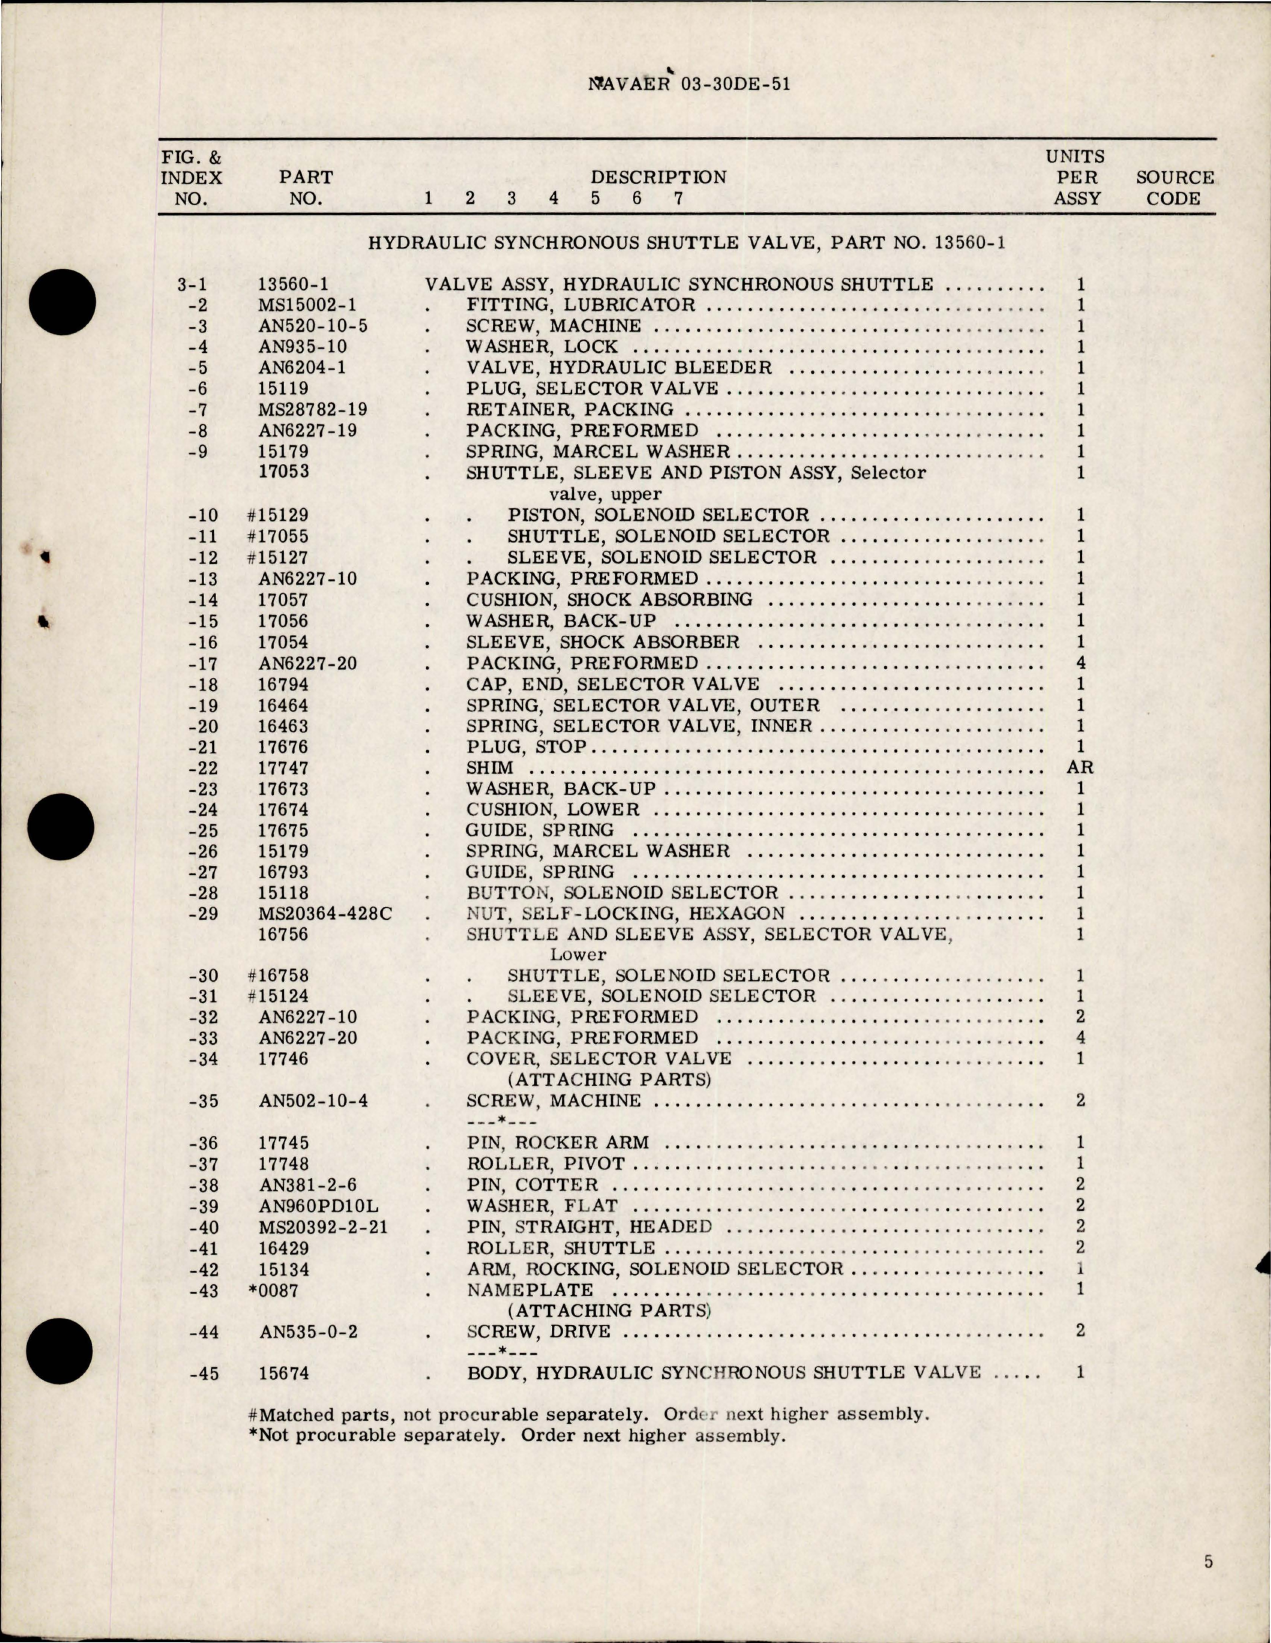 NAVAER 03-30DE-51
FIG. & INDEX NO. PART NO. 1 2 3 4 5 6 7 DESCRIPTION UNITS PER ASSY SOURCE CODE
HYDRAULIC SYNCHRONOUS SHUTTLE VALVE, PART NO. 13560-1
3-1 13560-1 VALVE ASSY, HYDRAULIC SYNCHRONOUS SHUTTLE .......... 1
-2 MS15002-1 . FITTING, LUBRICATOR .......... 1
-3 AN520-10-5 . SCREW, MACHINE .......... 1
-4 AN935-10 . WASHER, LOCK .......... 1
-5 AN6204-1 . VALVE, HYDRAULIC BLEEDER .......... 1
-6 15119 . PLUG, SELECTOR VALVE .......... 1
-7 MS28782-19 . RETAINER, PACKING .......... 1
-8 AN6227-19 . PACKING, PREFORMED .......... 1
-9 15179 . SPRING, MARCEL WASHER .......... 1
17053 . SHUTTLE, SLEEVE AND PISTON ASSY, Selector 1
valve, upper
-10 #15129 . . PISTON, SOLENOID SELECTOR .......... 1
-11 #17055 . . SHUTTLE, SOLENOID SELECTOR .......... 1
-12 #15127 . . SLEEVE, SOLENOID SELECTOR .......... 1
-13 AN6227-10 . PACKING, PREFORMED .......... 1
-14 17057 . CUSHION, SHOCK ABSORBING .......... 1
-15 17056 . WASHER, BACK-UP .......... 1
-16 17054 . SLEEVE, SHOCK ABSORBER .......... 1
-17 AN6227-20 . PACKING, PREFORMED .......... 4
-18 16794 . CAP, END, SELECTOR VALVE .......... 1
-19 16464 . SPRING, SELECTOR VALVE, OUTER .......... 1
-20 16463 . SPRING, SELECTOR VALVE, INNER .......... 1
-21 17676 . PLUG, STOP .......... 1
-22 17747 . SHIM .......... AR
-23 17673 . WASHER, BACK-UP .......... 1
-24 17674 . CUSHION, LOWER .......... 1
-25 17675 . GUIDE, SPRING .......... 1
-26 15179 . SPRING, MARCEL WASHER .......... 1
-27 16793 . GUIDE, SPRING .......... 1
-28 15118 . BUTTON, SOLENOID SELECTOR .......... 1
-29 MS20364-428C . NUT, SELF-LOCKING, HEXAGON .......... 1
16756 . SHUTTLE AND SLEEVE ASSY, SELECTOR VALVE, 1
Lower
-30 #16758 . . SHUTTLE, SOLENOID SELECTOR .......... 1
-31 #15124 . . SLEEVE, SOLENOID SELECTOR .......... 1
-32 AN6227-10 . PACKING, PREFORMED .......... 2
-33 AN6227-20 . PACKING, PREFORMED .......... 4
-34 17746 . COVER, SELECTOR VALVE .......... 1
(ATTACHING PARTS)
-35 AN502-10-4 . SCREW, MACHINE .......... 2
---*---
-36 17745 . PIN, ROCKER ARM .......... 1
-37 17748 . ROLLER, PIVOT .......... 1
-38 AN381-2-6 . PIN, COTTER .......... 2
-39 AN960PD10L . WASHER, FLAT .......... 2
-40 MS20392-2-21 . PIN, STRAIGHT, HEADED .......... 2
-41 16429 . ROLLER, SHUTTLE .......... 2
-42 15134 . ARM, ROCKING, SOLENOID SELECTOR .......... 1
-43 *0087 . NAMEPLATE .......... 1
(ATTACHING PARTS)
-44 AN535-0-2 . SCREW, DRIVE .......... 2
---*---
-45 15674 . BODY, HYDRAULIC SYNCHRONOUS SHUTTLE VALVE ..... 1
#Matched parts, not procurable separately. Order next higher assembly.
*Not procurable separately. Order next higher assembly.
5